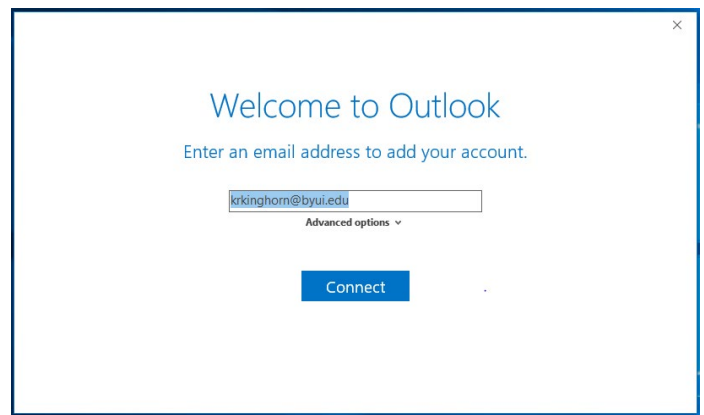 Welcome to Outlook
Enter an email address to add your account.
krkinghorn@byui.edu
Advanced options
Connect